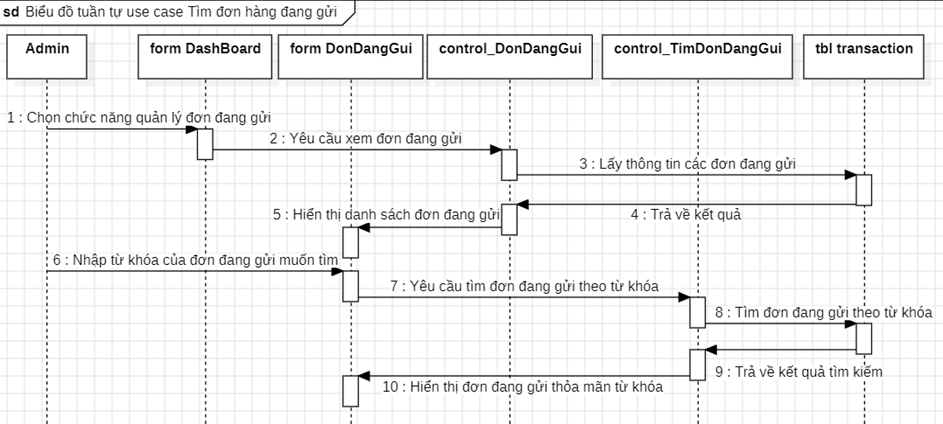 sd Biểu đồ tuần tự use case Tìm đơn hàng đang gửi
Admin
form DashBoard
form DonDangGui
control_DonDangGui
control_TimDonDangGui
tbl transaction
1 : Chọn chức năng quản lý đơn đang gửi
2 : Yêu cầu xem đơn đang gửi
3 : Lấy thông tin các đơn đang gửi
4 : Trả về kết quả
5 : Hiển thị danh sách đơn đang gửi
6 : Nhập từ khóa của đơn đang gửi muốn tìm
7 : Yêu cầu tìm đơn đang gửi theo từ khóa
8 : Tìm đơn đang gửi theo từ khóa
9 : Trả về kết quả tìm kiếm
10 : Hiển thị đơn đang gửi thỏa mãn từ khóa